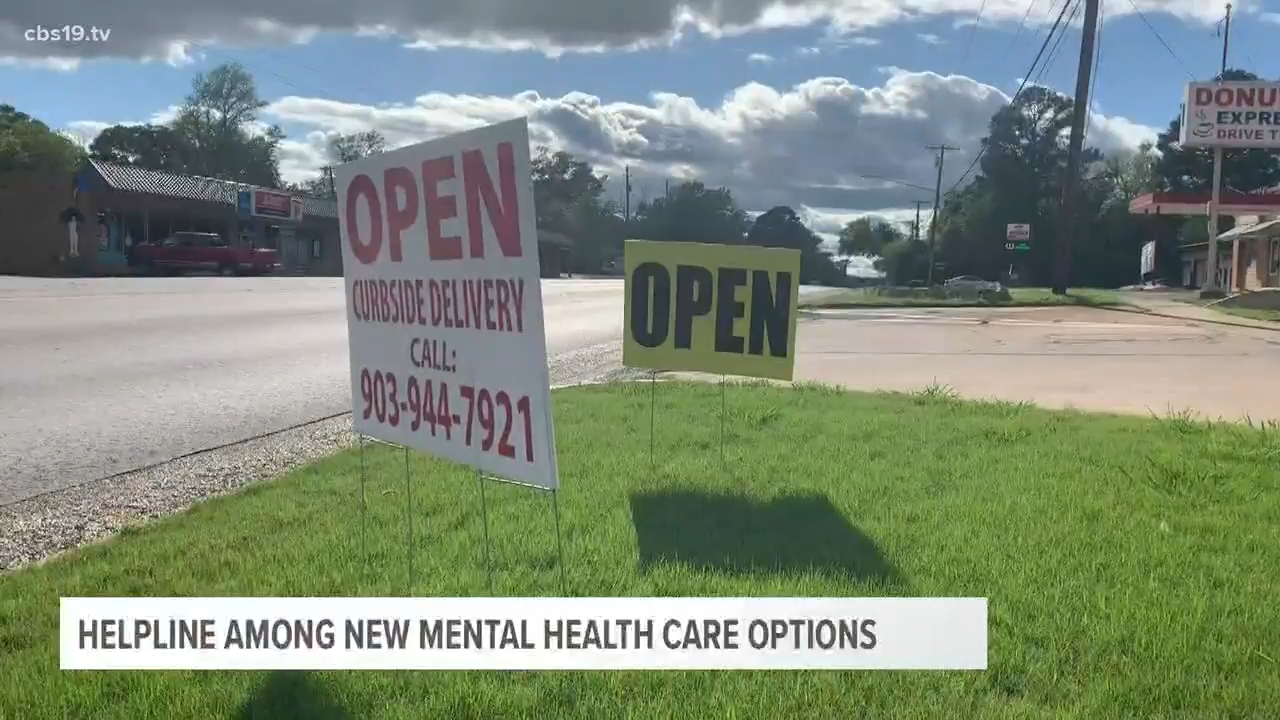 cbs19.tv
OPEN
CURBSIDE DELIVERY
CALL:
903-944-7921
OPEN
DONU
EXPRE
DRIVE T
HELPLINE AMONG NEW MENTAL HEALTH CARE OPTIONS